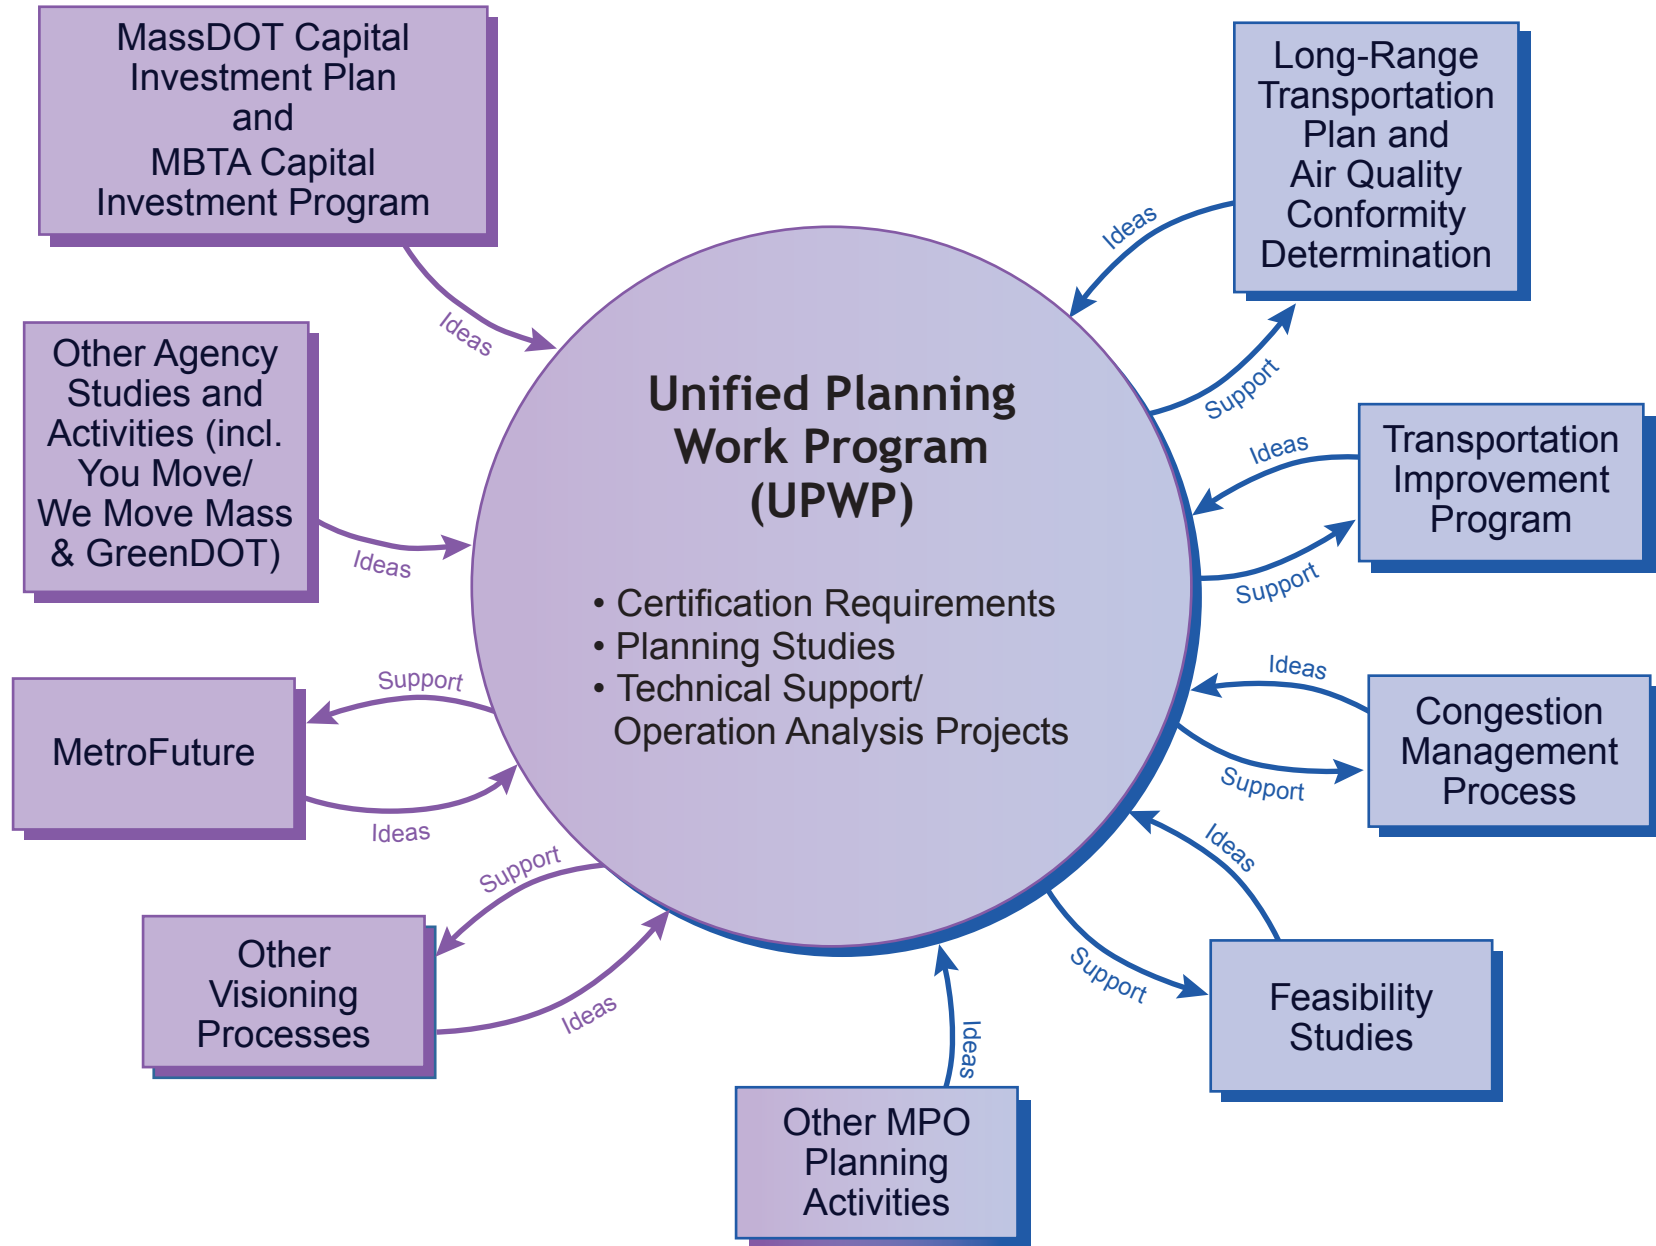 MassDOT Capital
Investment Plan
and
MBTA Capital
Investment Program
Ideas
Other Agency
Studies and
Activities (incl.
You Move/
We Move Mass
& GreenDOT)
Ideas
MetroFuture
Support
Ideas
Other
Visioning
Processes
Support
Ideas
Unified Planning
Work Program
(UPWP)
• Certification Requirements
• Planning Studies
• Technical Support/
Operation Analysis Projects
Long-Range
Transportation
Plan and
Air Quality
Conformity
Determination
Ideas
Support
Transportation
Improvement
Program
Ideas
Support
Congestion
Management
Process
Ideas
Support
Feasibility
Studies
Ideas
Support
Other MPO
Planning
Activities
Ideas